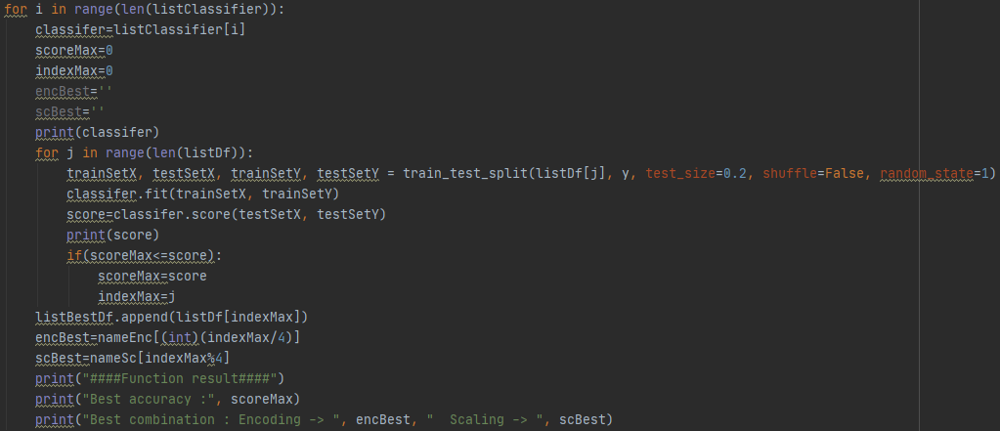 for i in range(len(listClassifier)):
    classifer=listClassifier[i]
    scoreMax=0
    indexMax=0
    encBest=''
    scBest=''
    print(classifer)
    for j in range(len(listDf)):
        trainSetX, testSetX, trainSetY, testSetY = train_test_split(listDf[j], y, test_size=0.2, shuffle=False, random_state=1)
        classifer.fit(trainSetX, trainSetY)
        score=classifer.score(testSetX, testSetY)
        print(score)
        if(scoreMax<=score):
            scoreMax=score
            indexMax=j
    listBestDf.append(listDf[indexMax])
    encBest=nameEnc[(int)(indexMax/4)]
    scBest=nameSc[indexMax%4]
    print("####Function result####")
    print("Best accuracy :", scoreMax)
    print("Best combination : Encoding -> ", encBest, "  Scaling -> ", scBest)